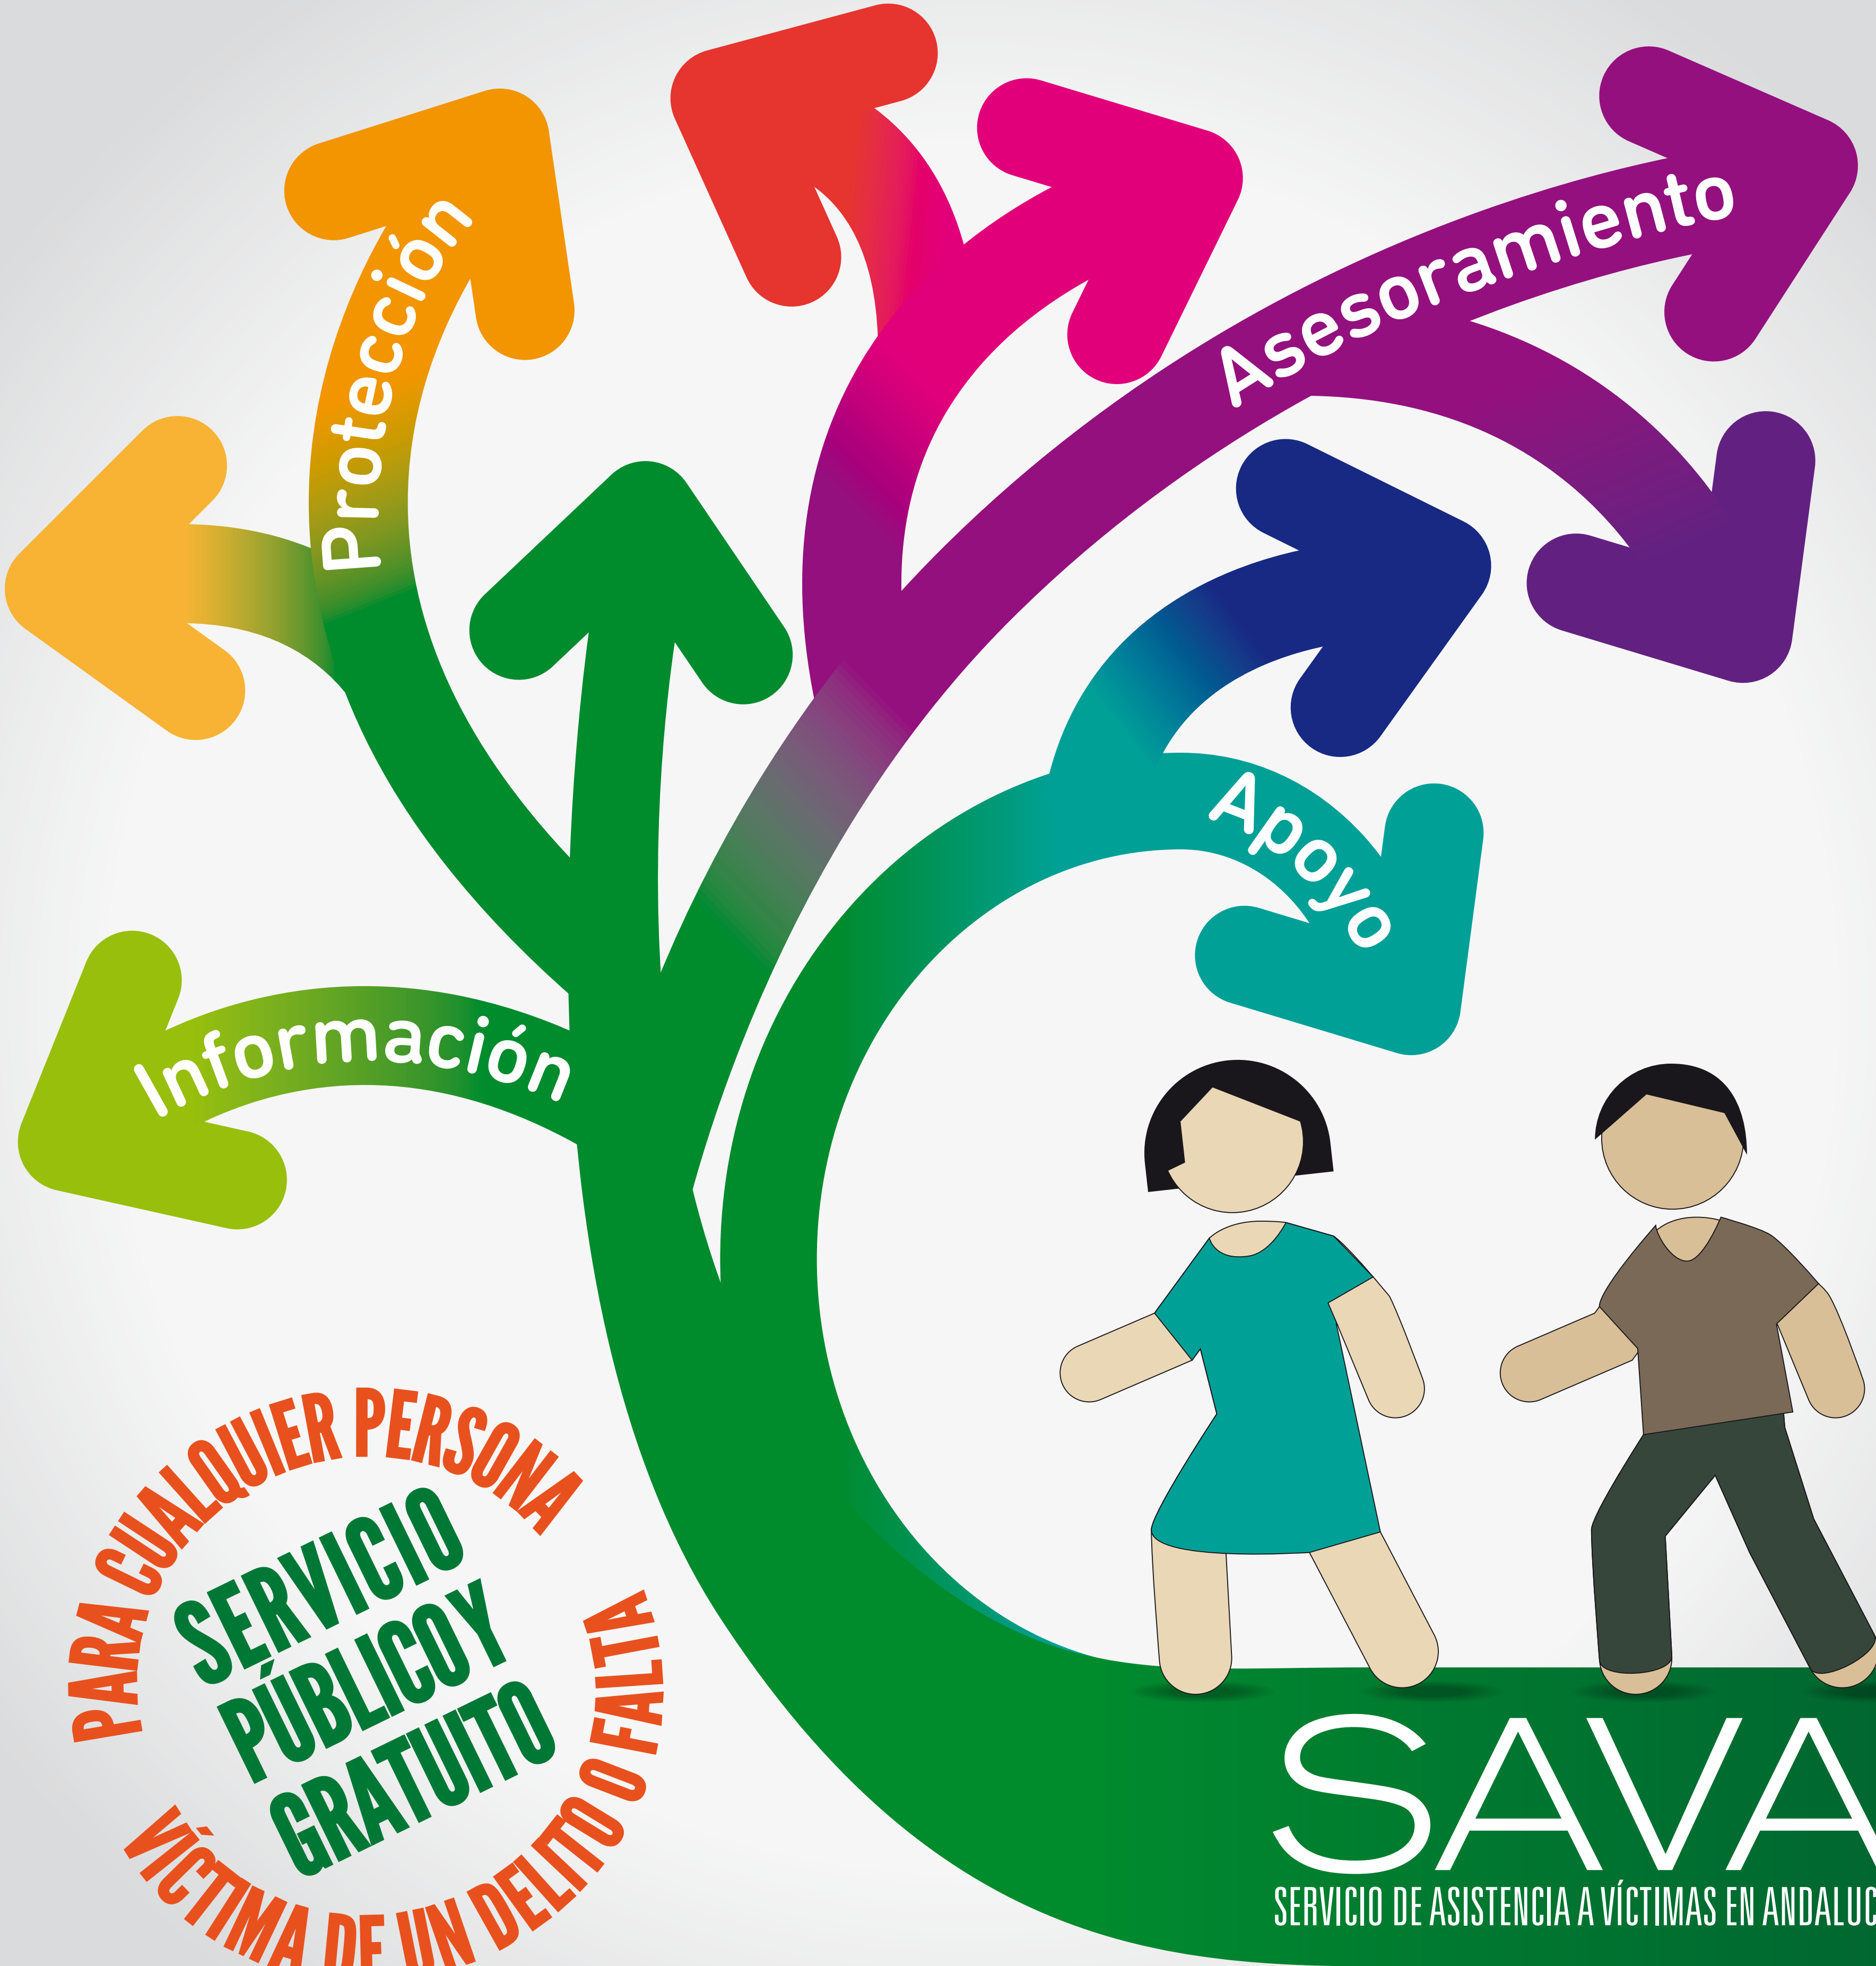 Protección
Asesoramiento
Apoyo
Información
PARA CUALQUIER PERSONA
SERVICIO
PÚBLICO Y
GRATUITO
VÍCTIMA DE UN DELITO O FALTA
SAVA
SERVICIO DE ASISTENCIA A VÍCTIMAS EN ANDALUC